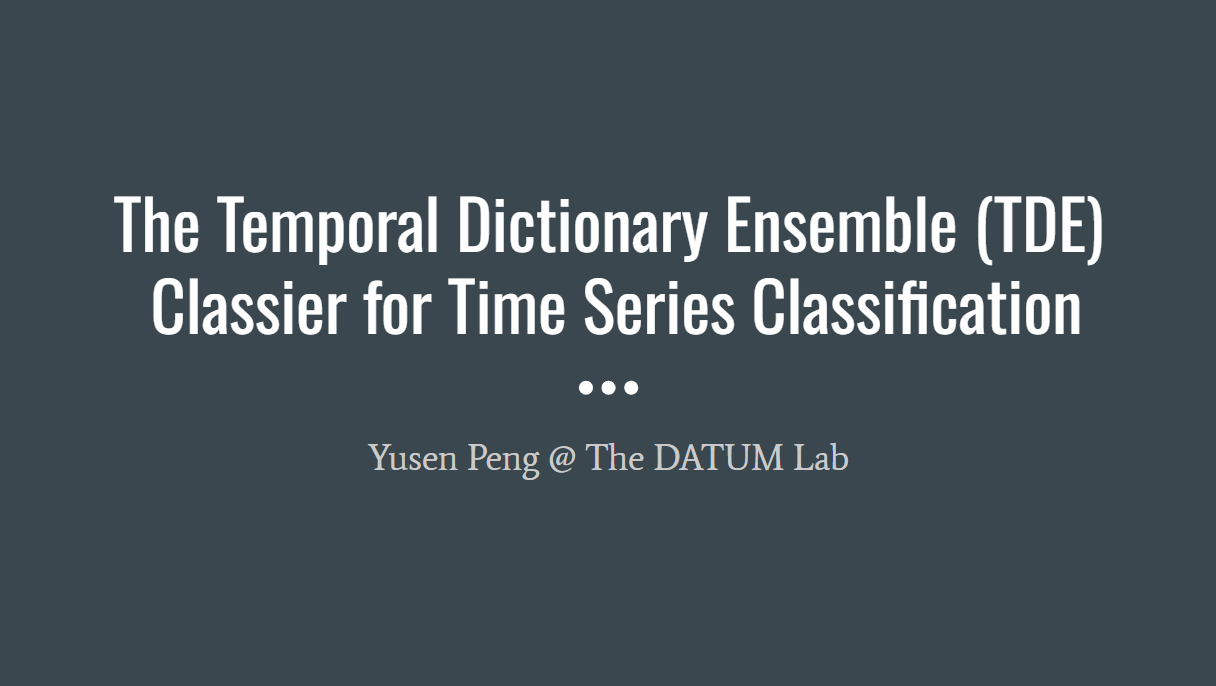 The Temporal Dictionary Ensemble (TDE)
Classier for Time Series Classification
Yusen Peng @ The DATUM Lab